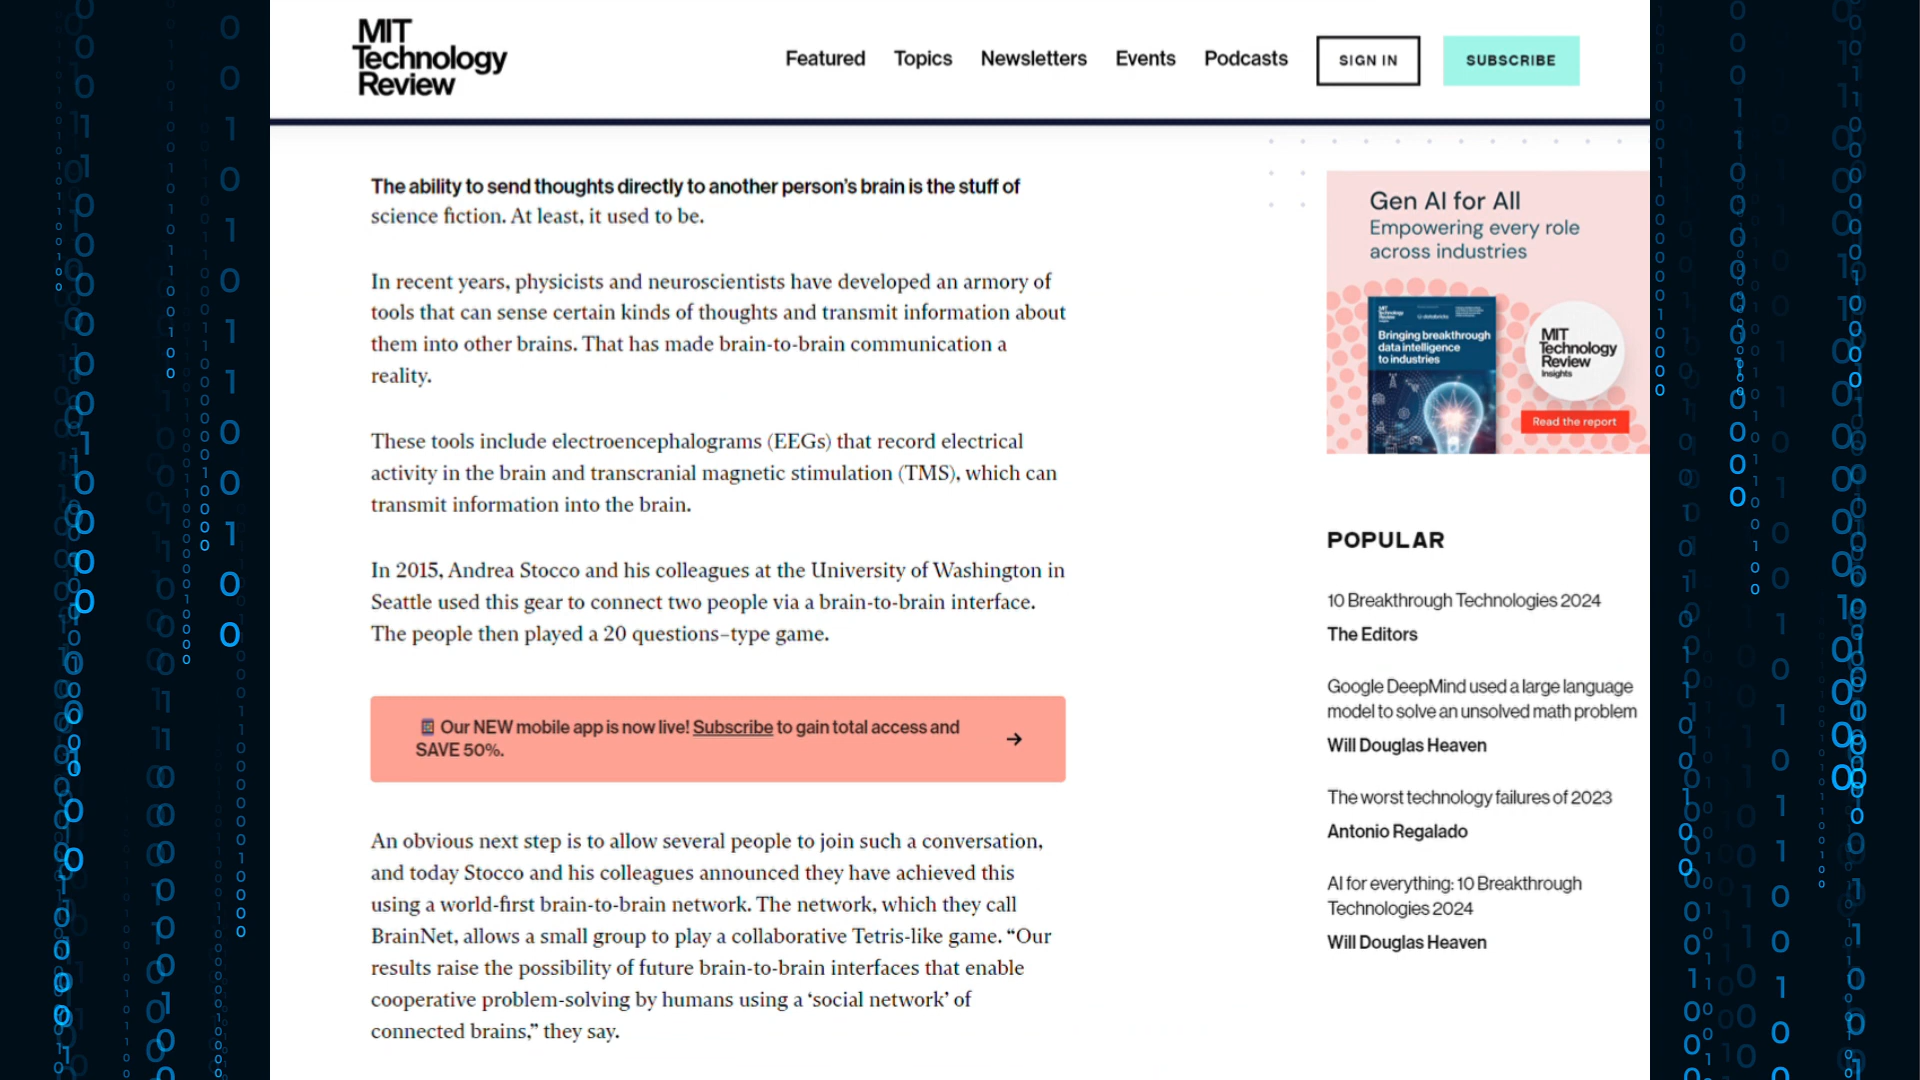 MIT
Technology
Review
Featured Topics Newsletters Events Podcasts SIGN IN SUBSCRIBE
The ability to send thoughts directly to another person's brain is the stuff of
science fiction. At least, it used to be.
In recent years, physicists and neuroscientists have developed an armory of
tools that can sense certain kinds of thoughts and transmit information about
them into other brains. That has made brain-to-brain communication a
reality.
These tools include electroencephalograms (EEGs) that record electrical
activity in the brain and transcranial magnetic stimulation (TMS), which can
transmit information into the brain.
In 2015, Andrea Stocco and his colleagues at the University of Washington in
Seattle used this gear to connect two people via a brain-to-brain interface.
The people then played a 20 questions–type game.
Our NEW mobile app is now live! Subscribe to gain total access and
SAVE 50%.
An obvious next step is to allow several people to join such a conversation,
and today Stocco and his colleagues announced they have achieved this
using a world-first brain-to-brain network. The network, which they call
BrainNet, allows a small group to play a collaborative Tetris-like game. “Our
results raise the possibility of future brain-to-brain interfaces that enable
cooperative problem-solving by humans using a ‘social network’ of
connected brains,” they say.
Gen AI for All
Empowering every role
across industries
MIT
Technology
Review
databricks
Bringing breakthrough
data intelligence
to industries
MIT
Technology
Review
Insights
Read the report
POPULAR
10 Breakthrough Technologies 2024
The Editors
Google DeepMind used a large language
model to solve an unsolved math problem
Will Douglas Heaven
The worst technology failures of 2023
Antonio Regalado
AI for everything: 10 Breakthrough
Technologies 2024
Will Douglas Heaven